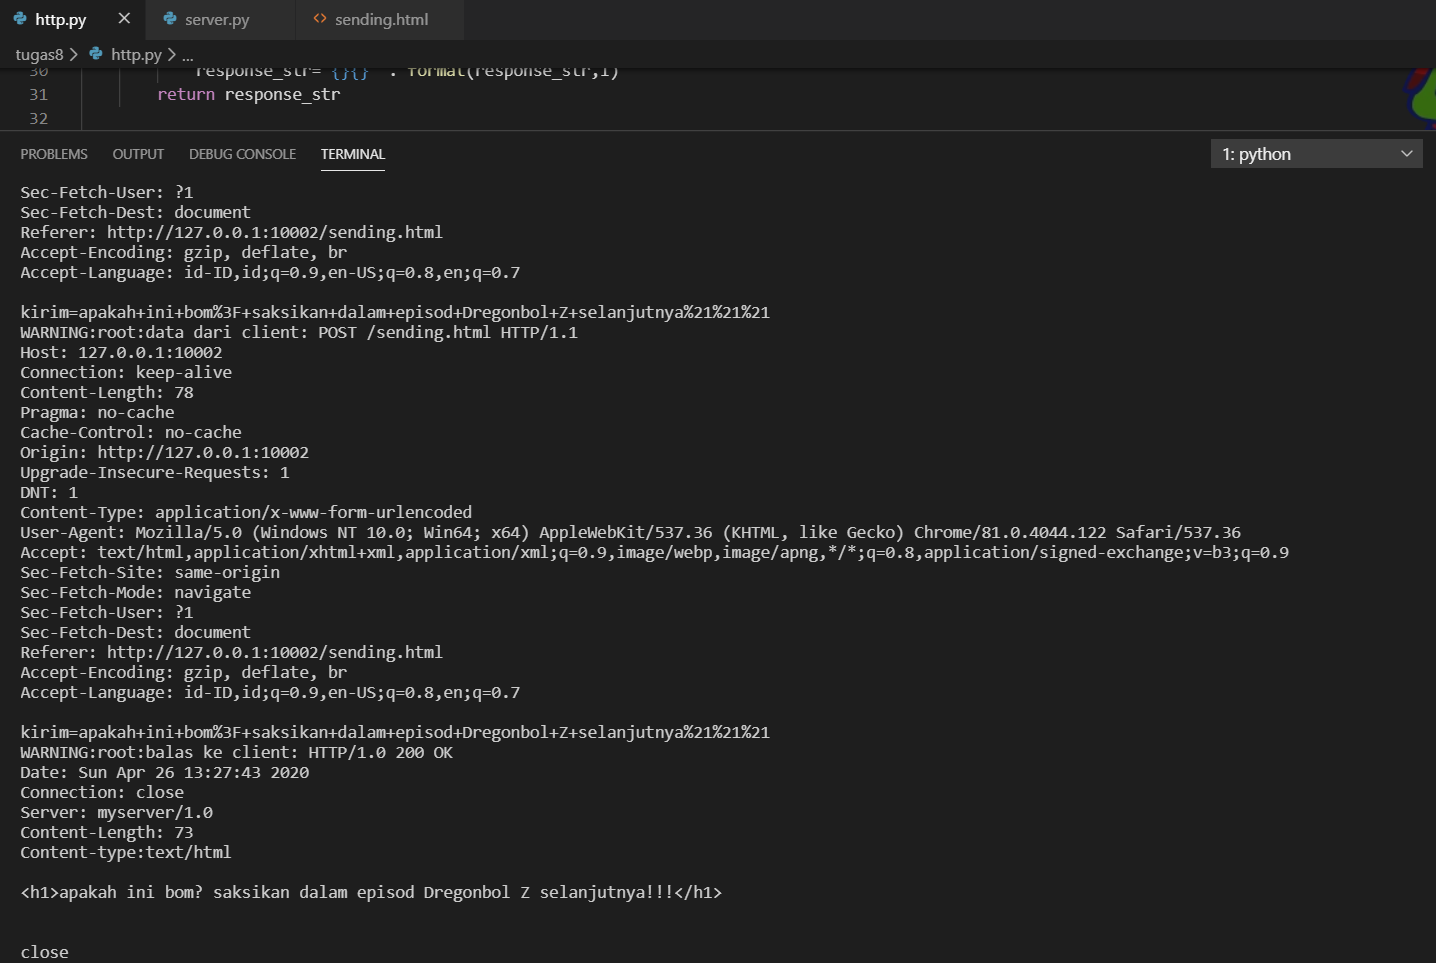 http.py
server.py
sending.html
tugas8 > http.py > ...
30 response_str="{}{}" . format(response_str,i)
31 return response_str
32
PROBLEMS OUTPUT DEBUG CONSOLE TERMINAL 1: python
Sec-Fetch-User: ?1
Sec-Fetch-Dest: document
Referer: http://127.0.0.1:10002/sending.html
Accept-Encoding: gzip, deflate, br
Accept-Language: id-ID,id;q=0.9,en-US;q=0.8,en;q=0.7
kirim=apakah+ini+bom%3F+saksikan+dalam+episod+Dregonbol+Z+selanjutnya%21%21%21
WARNING:root:data dari client: POST /sending.html HTTP/1.1
Host: 127.0.0.1:10002
Connection: keep-alive
Content-Length: 78
Pragma: no-cache
Cache-Control: no-cache
Origin: http://127.0.0.1:10002
Upgrade-Insecure-Requests: 1
DNT: 1
Content-Type: application/x-www-form-urlencoded
User-Agent: Mozilla/5.0 (Windows NT 10.0; Win64; x64) AppleWebKit/537.36 (KHTML, like Gecko) Chrome/81.0.4044.122 Safari/537.36
Accept: text/html,application/xhtml+xml,application/xml;q=0.9,image/webp,image/apng,*/*;q=0.8,application/signed-exchange;v=b3;q=0.9
Sec-Fetch-Site: same-origin
Sec-Fetch-Mode: navigate
Sec-Fetch-User: ?1
Sec-Fetch-Dest: document
Referer: http://127.0.0.1:10002/sending.html
Accept-Encoding: gzip, deflate, br
Accept-Language: id-ID,id;q=0.9,en-US;q=0.8,en;q=0.7
kirim=apakah+ini+bom%3F+saksikan+dalam+episod+Dregonbol+Z+selanjutnya%21%21%21
WARNING:root:balas ke client: HTTP/1.0 200 OK
Date: Sun Apr 26 13:27:43 2020
Connection: close
Server: myserver/1.0
Content-Length: 73
Content-type:text/html
<h1>apakah ini bom? saksikan dalam episod Dregonbol Z selanjutnya!!!</h1>
close